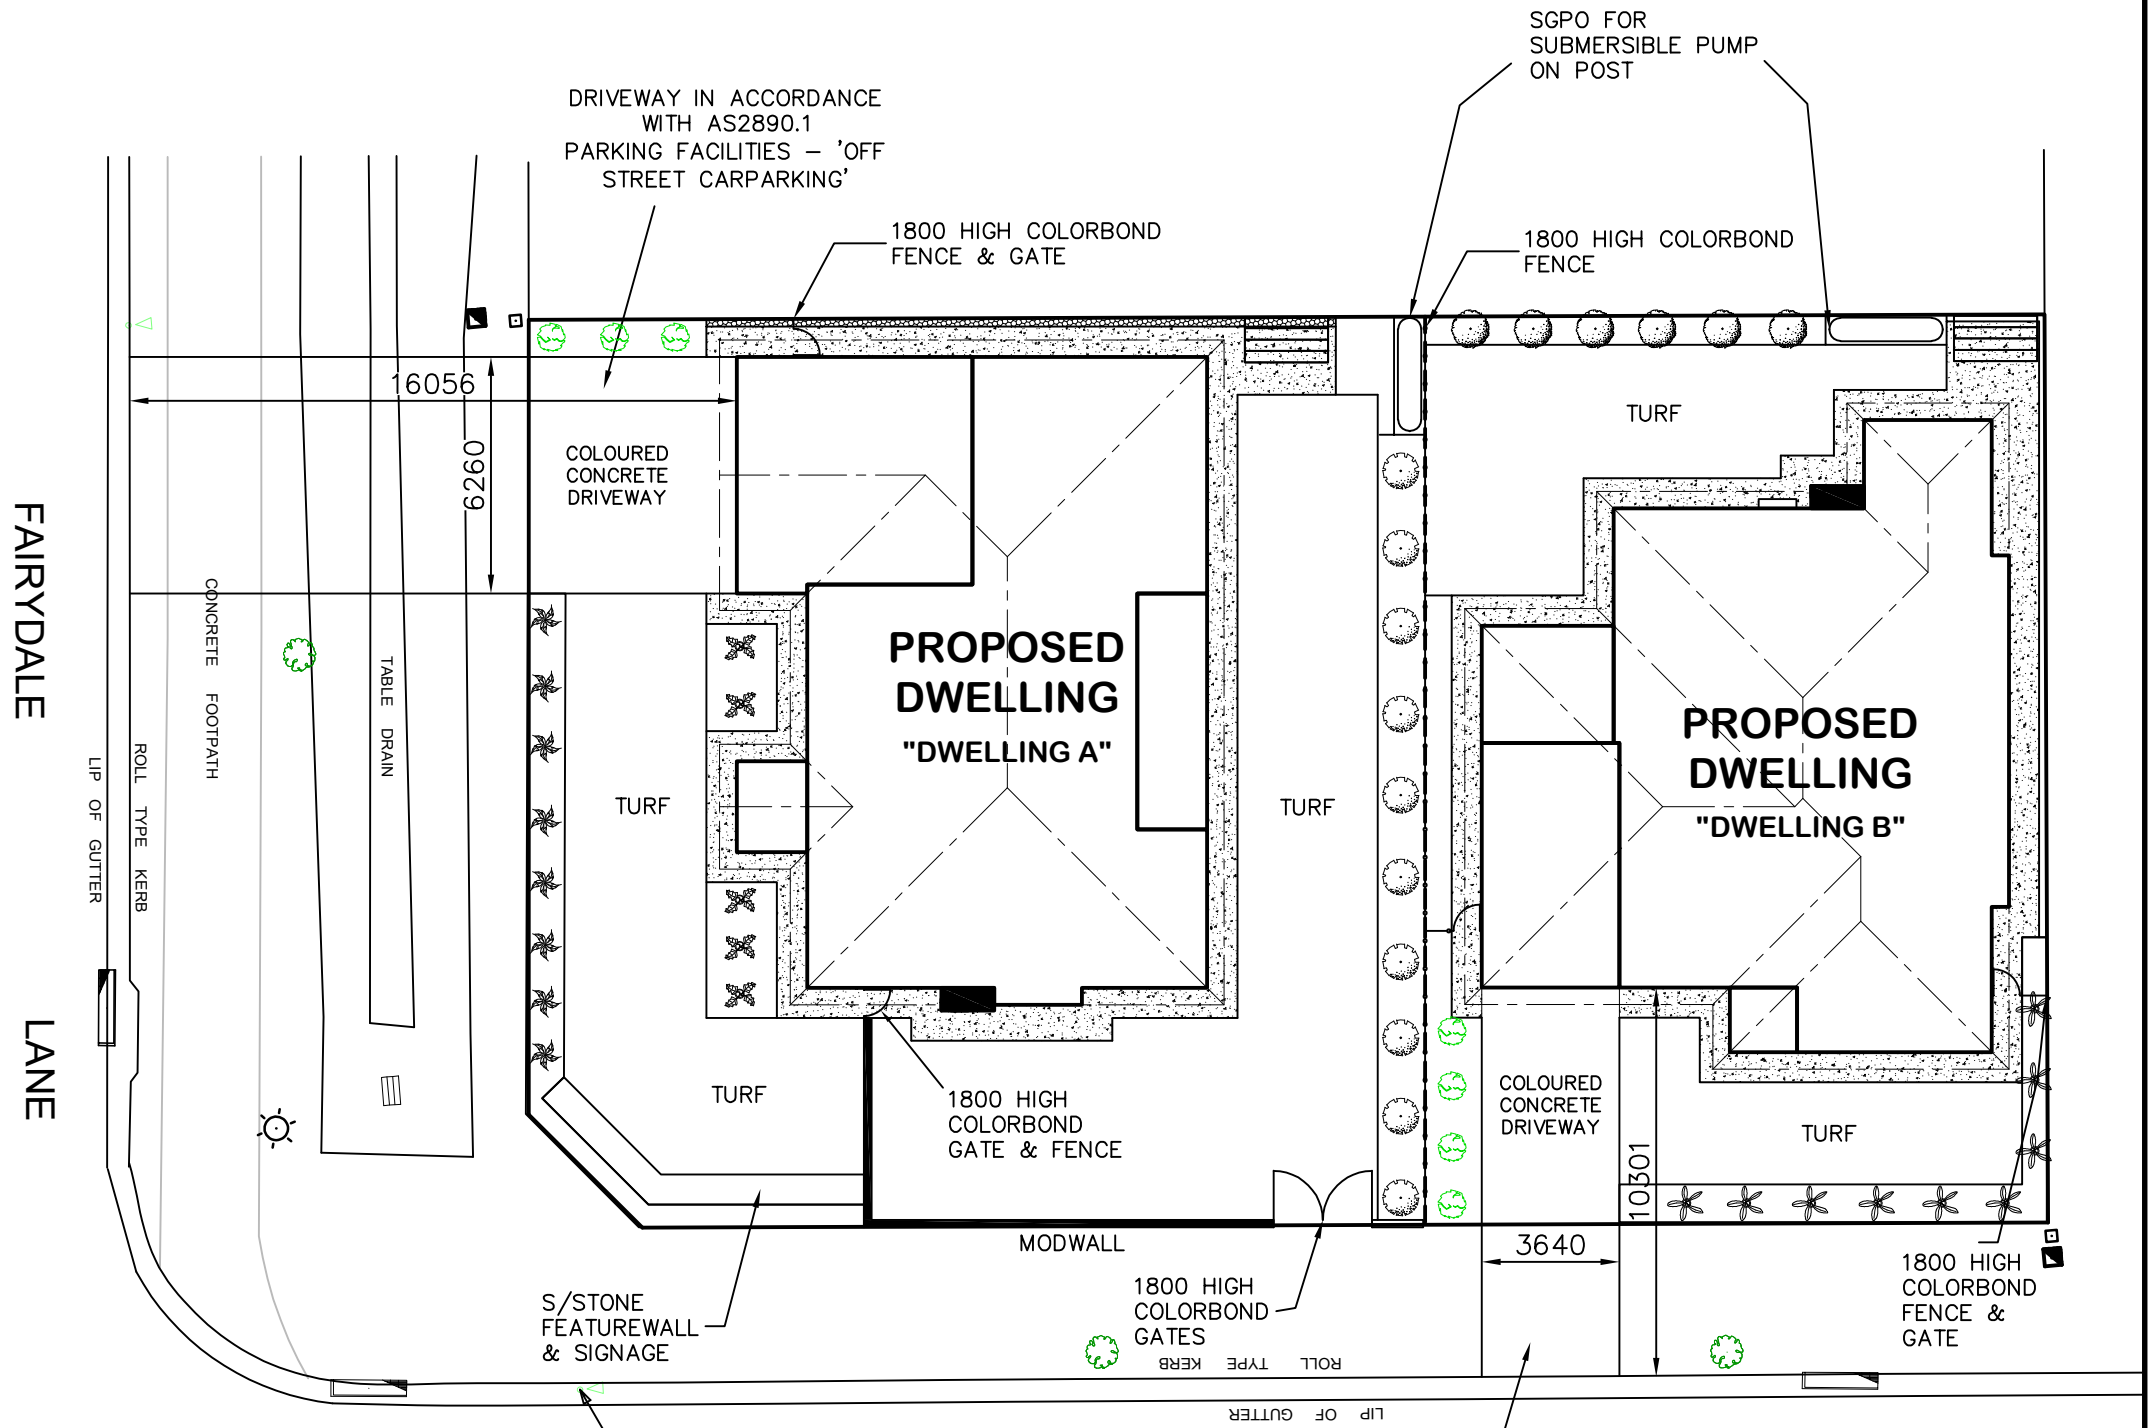 SGPO FOR
SUBMERSIBLE PUMP
ON POST
DRIVEWAY IN ACCORDANCE
WITH AS2890.1
PARKING FACILITIES – 'OFF
STREET CARPARKING'
1800 HIGH COLORBOND
FENCE & GATE
1800 HIGH COLORBOND
FENCE
16056
6260
COLOURED
CONCRETE
DRIVEWAY
TURF
FAIRYDALE
LANE
CONCRETE FOOTPATH
TABLE DRAIN
ROLL TYPE KERB
LIP OF GUTTER
PROPOSED
DWELLING
"DWELLING A"
PROPOSED
DWELLING
"DWELLING B"
TURF
TURF
TURF
1800 HIGH
COLORBOND
GATE & FENCE
COLOURED
CONCRETE
DRIVEWAY
TURF
10301
3640
MODWALL
1800 HIGH
COLORBOND
GATES
1800 HIGH
COLORBOND
FENCE &
GATE
S/STONE
FEATUREWALL
& SIGNAGE
ROLL TYPE KERB
LIP OF GUTTER